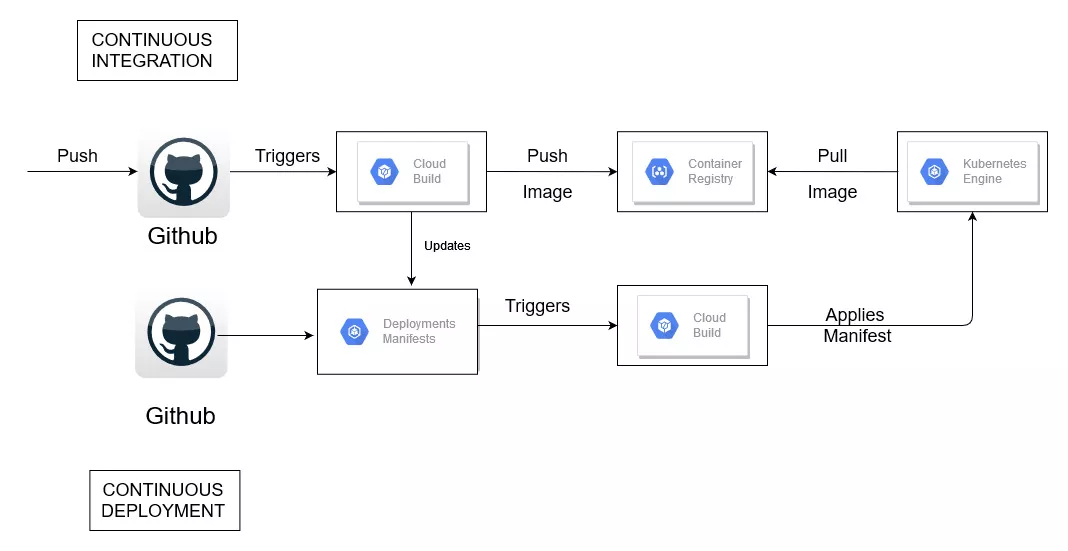 CONTINUOUS
INTEGRATION
Push
Github
Triggers
Cloud
Build
Push
Image
Container
Registry
Pull
Image
Kubernetes
Engine
Updates
Github
Deployments
Manifests
Triggers
Cloud
Build
Applies
Manifest
CONTINUOUS
DEPLOYMENT